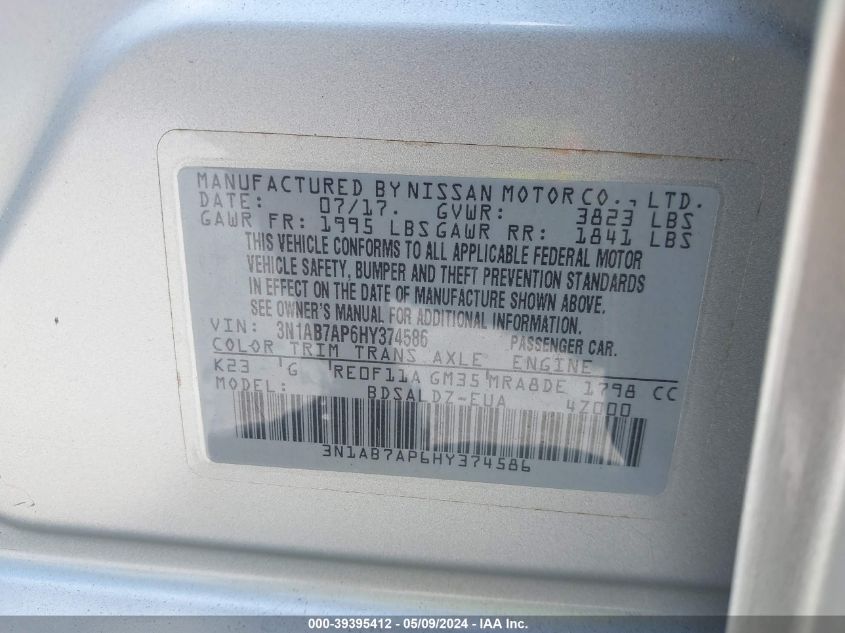 MANUFACTURED BY NISSAN MOTOR CO., LTD.
DATE: 07/17. GVWR: 3823 LBS
GAWR FR: 1995 LBS GAWR RR: 1841 LBS
THIS VEHICLE CONFORMS TO ALL APPLICABLE FEDERAL MOTOR
VEHICLE SAFETY, BUMPER AND THEFT PREVENTION STANDARDS
IN EFFECT ON THE DATE OF MANUFACTURE SHOWN ABOVE.
SEE OWNER'S MANUAL FOR ADDITIONAL INFORMATION.
VIN: 3N1AB7AP6HY374586 PASSENGER CAR.
COLOR TRIM TRANS AXLE ENGINE
K23 G RE0F11A GM35 MRA8DE 1798 CC
MODEL: BDSALDZ-EUA 47000
3N1AB7AP6HY374586
000-39395412 - 05/09/2024 - IAA Inc.